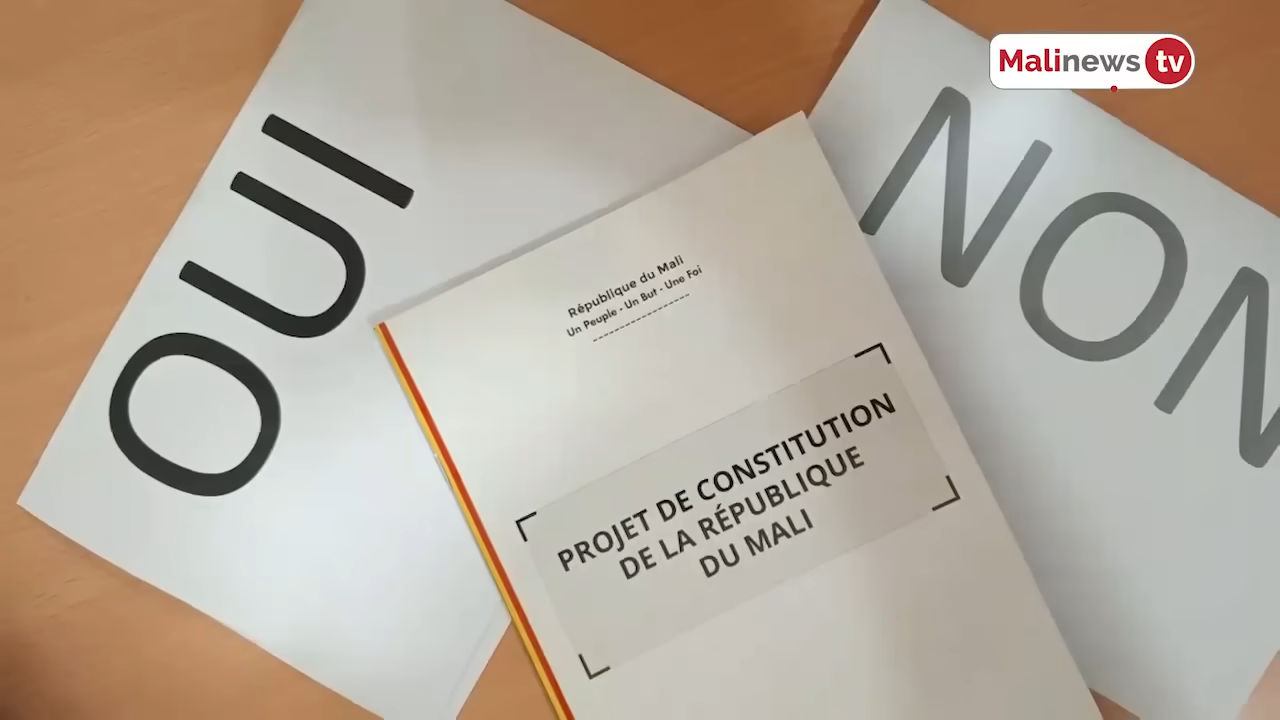 Malinews tv
OUI
NON
République du Mali
Un Peuple - Un But - Une Foi
PROJET DE CONSTITUTION
DE LA RÉPUBLIQUE
DU MALI